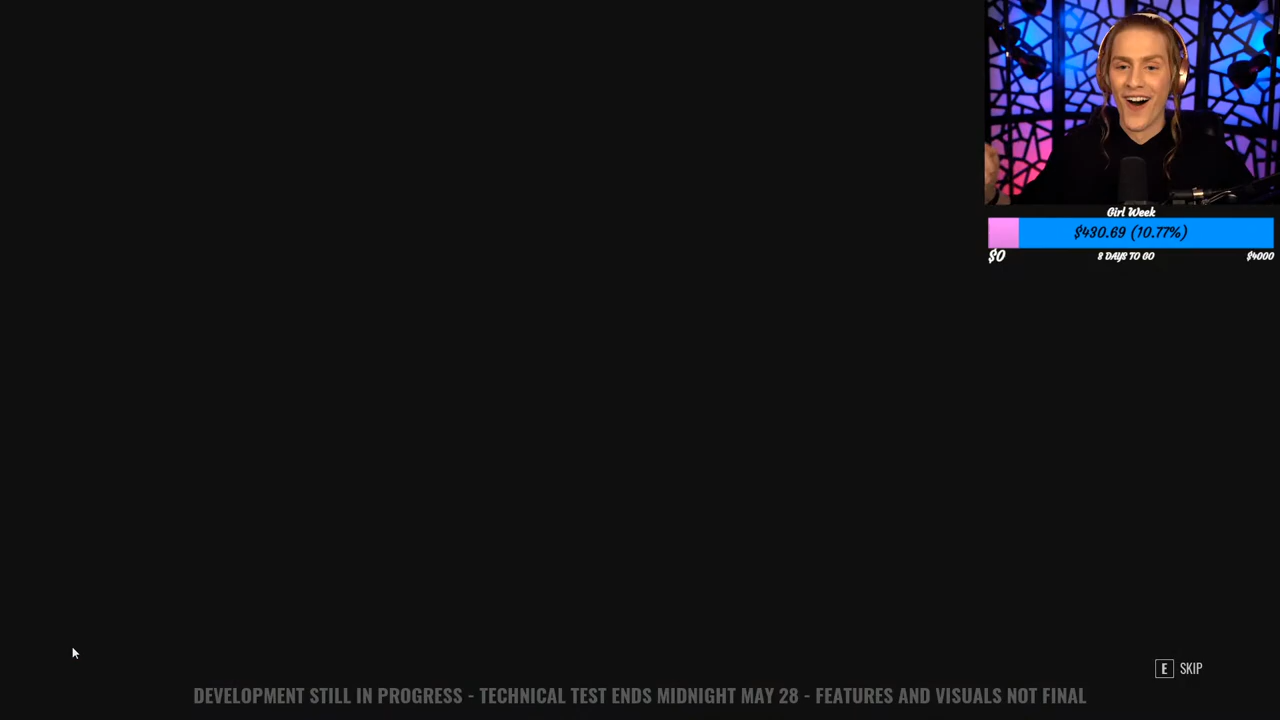 Girl Week
$430.69 (10.77%)
$0 8 DAYS TO GO $4000
E SKIP
DEVELOPMENT STILL IN PROGRESS - TECHNICAL TEST ENDS MIDNIGHT MAY 28 - FEATURES AND VISUALS NOT FINAL